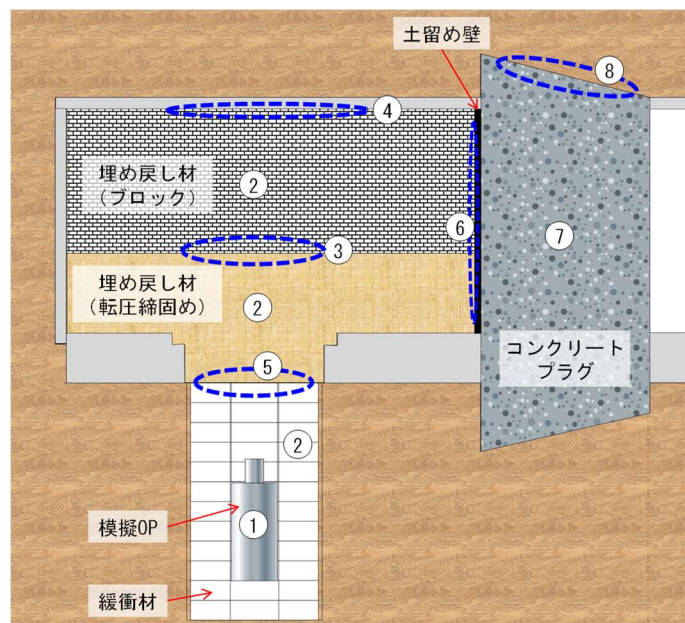 土留め壁
⑧
④
埋め戻し材
（ブロック）
②
③
⑥
⑦
埋め戻し材
（転圧締固め）
②
コンクリート
プラグ
⑤
②
模擬OP
①
緩衝材